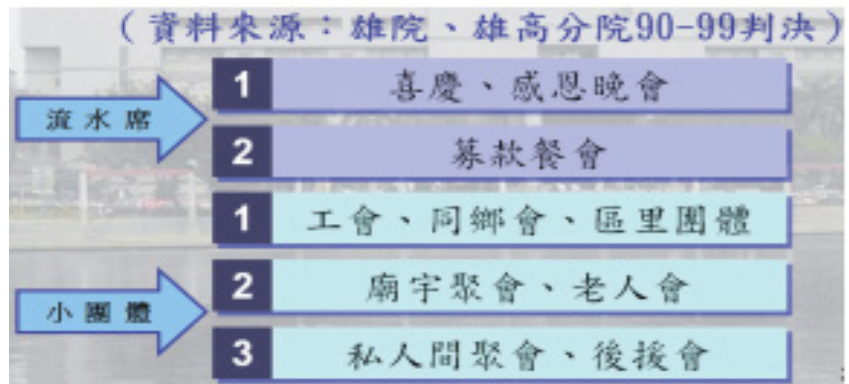 (資料來源：雄院、雄高分院90-99判決)
流水席
1 喜慶、感恩晚會
2 募款餐會
小團體
1 工會、同鄉會、區里團體
2 廟宇聚會、老人會
3 私人間聚會、後援會